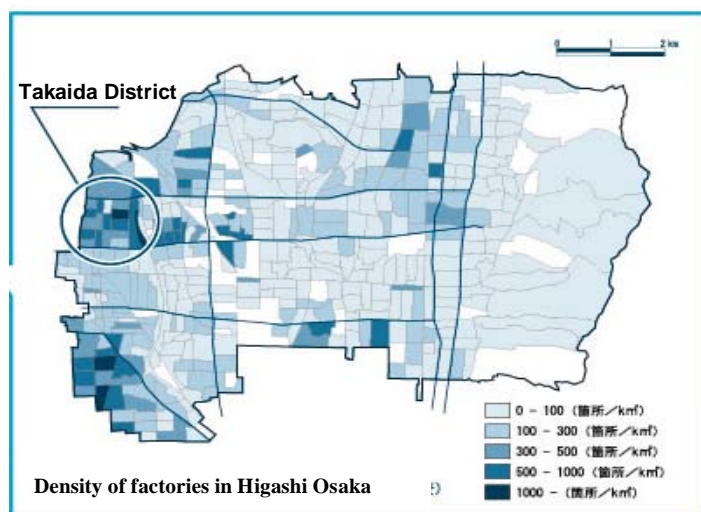 0 1 2 km
Takaida District
0 - 100 (箇所/km²)
100 - 300 (箇所/km²)
300 - 500 (箇所/km²)
500 - 1000 (箇所/km²)
1000 - (箇所/km²)
Density of factories in Higashi Osaka